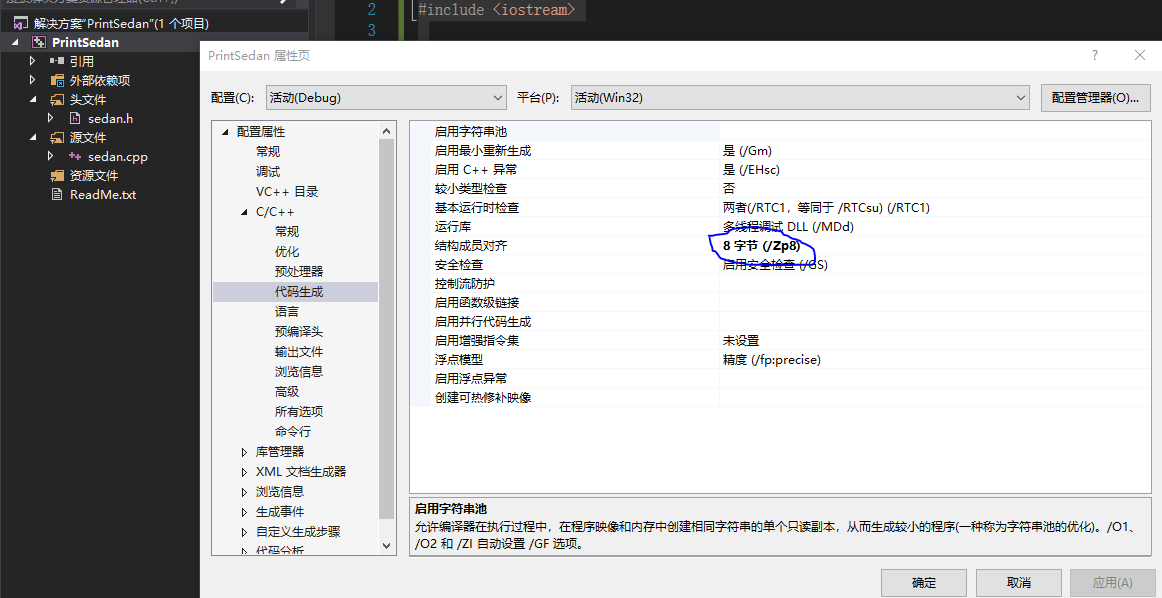 解决方案"PrintSedan"(1 个项目)
PrintSedan
引用
外部依赖项
头文件
sedan.h
源文件
sedan.cpp
资源文件
ReadMe.txt
2
#include <iostream>
3
PrintSedan 属性页
?
配置(C):
活动(Debug)
平台(P):
活动(Win32)
配置管理器(O)...
配置属性
常规
调试
VC++ 目录
C/C++
常规
优化
预处理器
代码生成
语言
预编译头
输出文件
浏览信息
高级
所有选项
命令行
库管理器
XML 文档生成器
浏览信息
生成事件
自定义生成步骤
代码分析
启用字符串池
启用最小重新生成 是 (/Gm)
启用 C++ 异常 是 (/EHsc)
较小类型检查 否
基本运行时检查 两者(/RTC1，等同于 /RTCsu) (/RTC1)
运行库 多线程调试 DLL (/MDd)
结构成员对齐 8 字节 (/Zp8)
安全检查 启用安全检查 (/GS)
控制流防护
启用函数级链接
启用并行代码生成
启用增强指令集 未设置
浮点模型 精度 (/fp:precise)
启用浮点异常
创建可热修补映像
启用字符串池
允许编译器在执行过程中，在程序映像和内存中创建相同字符串的单个只读副本，从而生成较小的程序(一种称为字符串池的优化)。/O1、
/O2 和 /ZI 自动设置 /GF 选项。
确定
取消
应用(A)